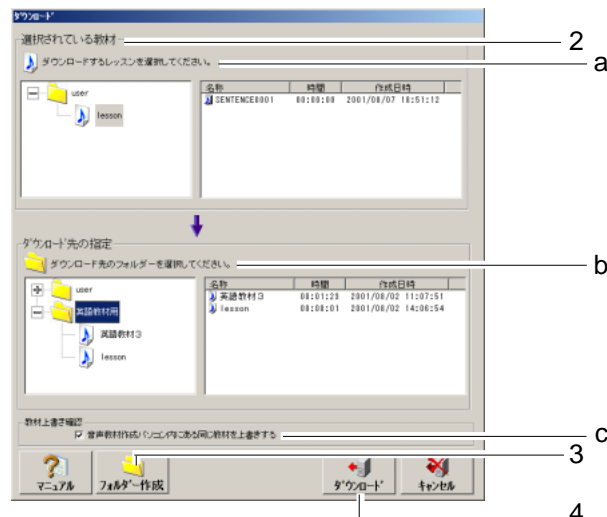 ダウンロード
選択されている教材
2
ダウンロードするレッスンを選択してください。
a
user
lesson
名称 時間 作成日時
SENTENCE0001 00:00:08 2001/08/07 18:51:12
ダウンロード先の指定
ダウンロード先のフォルダーを選択してください。
b
user
英語教材用
英語教材3
lesson
名称 時間 作成日時
英語教材3 00:01:23 2001/08/02 11:07:51
lesson 00:00:01 2001/08/02 14:06:54
教材上書き確認
音声教材作成パソコン内にある同じ教材を上書きする
c
3
マニュアル フォルダー作成 ダウンロード キャンセル
4